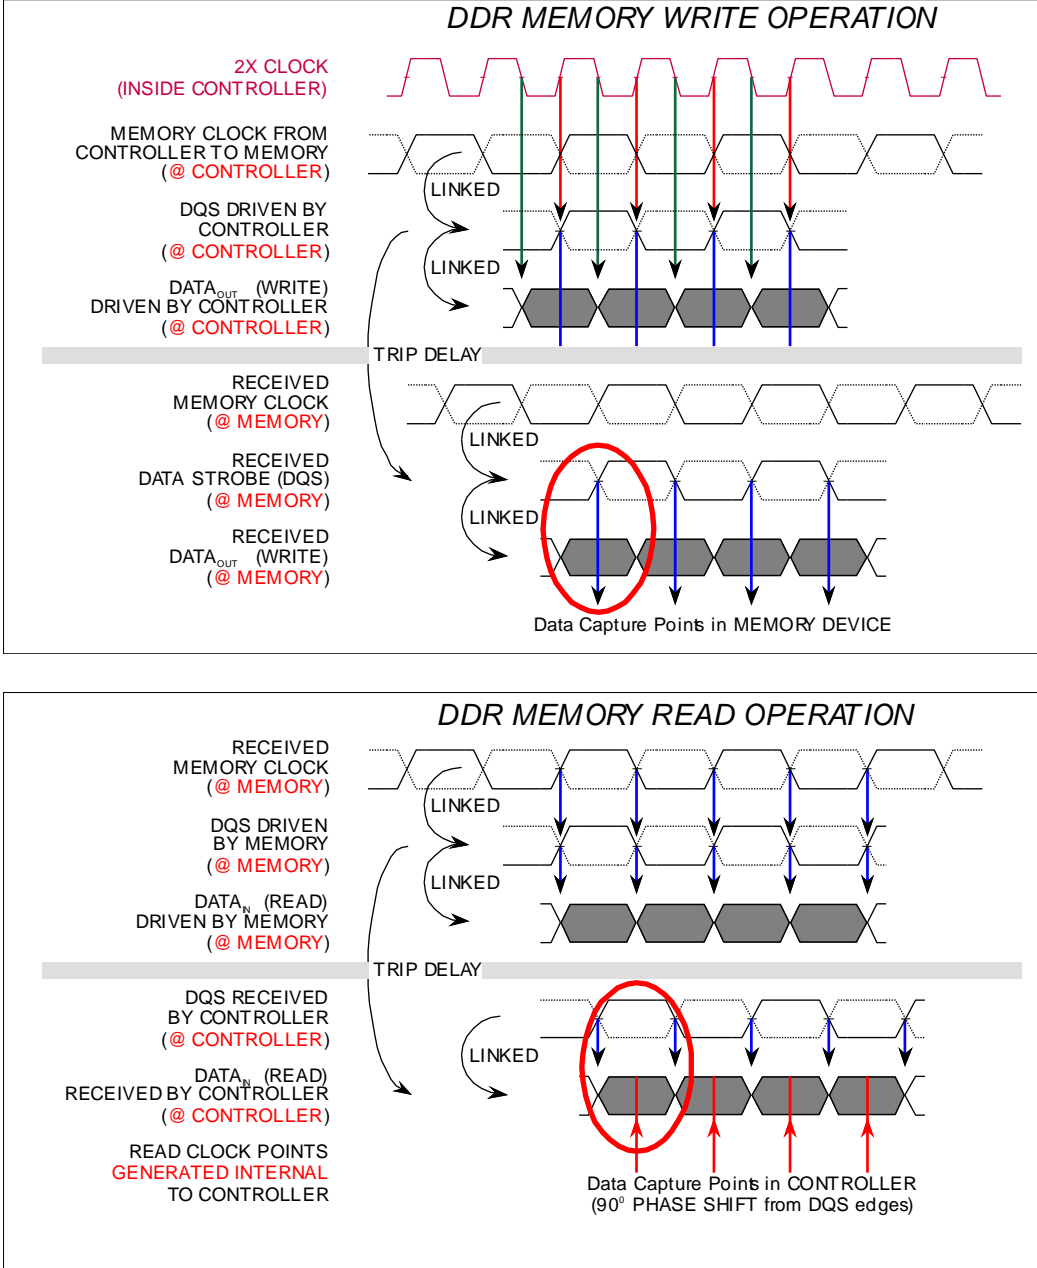 DDR MEMORY WRITE OPERATION
2X CLOCK
(INSIDE CONTROLLER)
MEMORY CLOCK FROM
CONTROLLER TO MEMORY
(@ CONTROLLER)
LINKED
DQS DRIVEN BY
CONTROLLER
(@ CONTROLLER)
LINKED
DATAOUT (WRITE)
DRIVEN BY CONTROLLER
(@ CONTROLLER)
TRIP DELAY
RECEIVED
MEMORY CLOCK
(@ MEMORY)
LINKED
RECEIVED
DATA STROBE (DQS)
(@ MEMORY)
LINKED
RECEIVED
DATAOUT (WRITE)
(@ MEMORY)
Data Capture Points in MEMORY DEVICE
DDR MEMORY READ OPERATION
RECEIVED
MEMORY CLOCK
(@ MEMORY)
LINKED
DQS DRIVEN
BY MEMORY
(@ MEMORY)
LINKED
DATAIN (READ)
DRIVEN BY MEMORY
(@ MEMORY)
TRIP DELAY
DQS RECEIVED
BY CONTROLLER
(@ CONTROLLER)
LINKED
DATAIN (READ)
RECEIVED BY CONTROLLER
(@ CONTROLLER)
READ CLOCK POINTS
GENERATED INTERNAL
TO CONTROLLER
Data Capture Points in CONTROLLER
(90⁰ PHASE SHIFT from DQS edges)